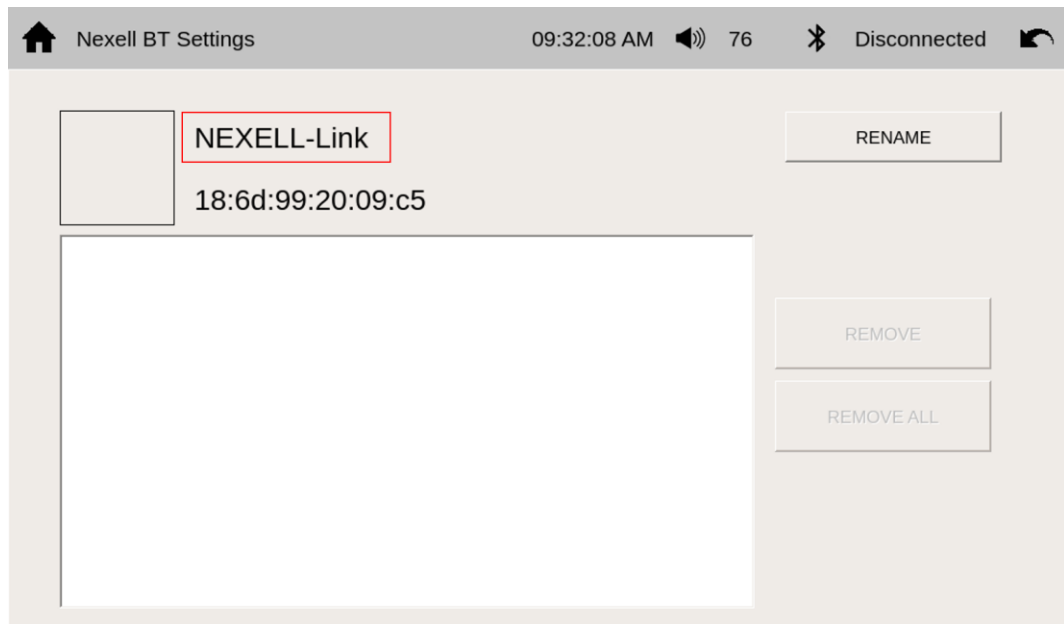 Nexell BT Settings 09:32:08 AM 76 Disconnected
NEXELL-Link
RENAME
18:6d:99:20:09:c5
REMOVE
REMOVE ALL